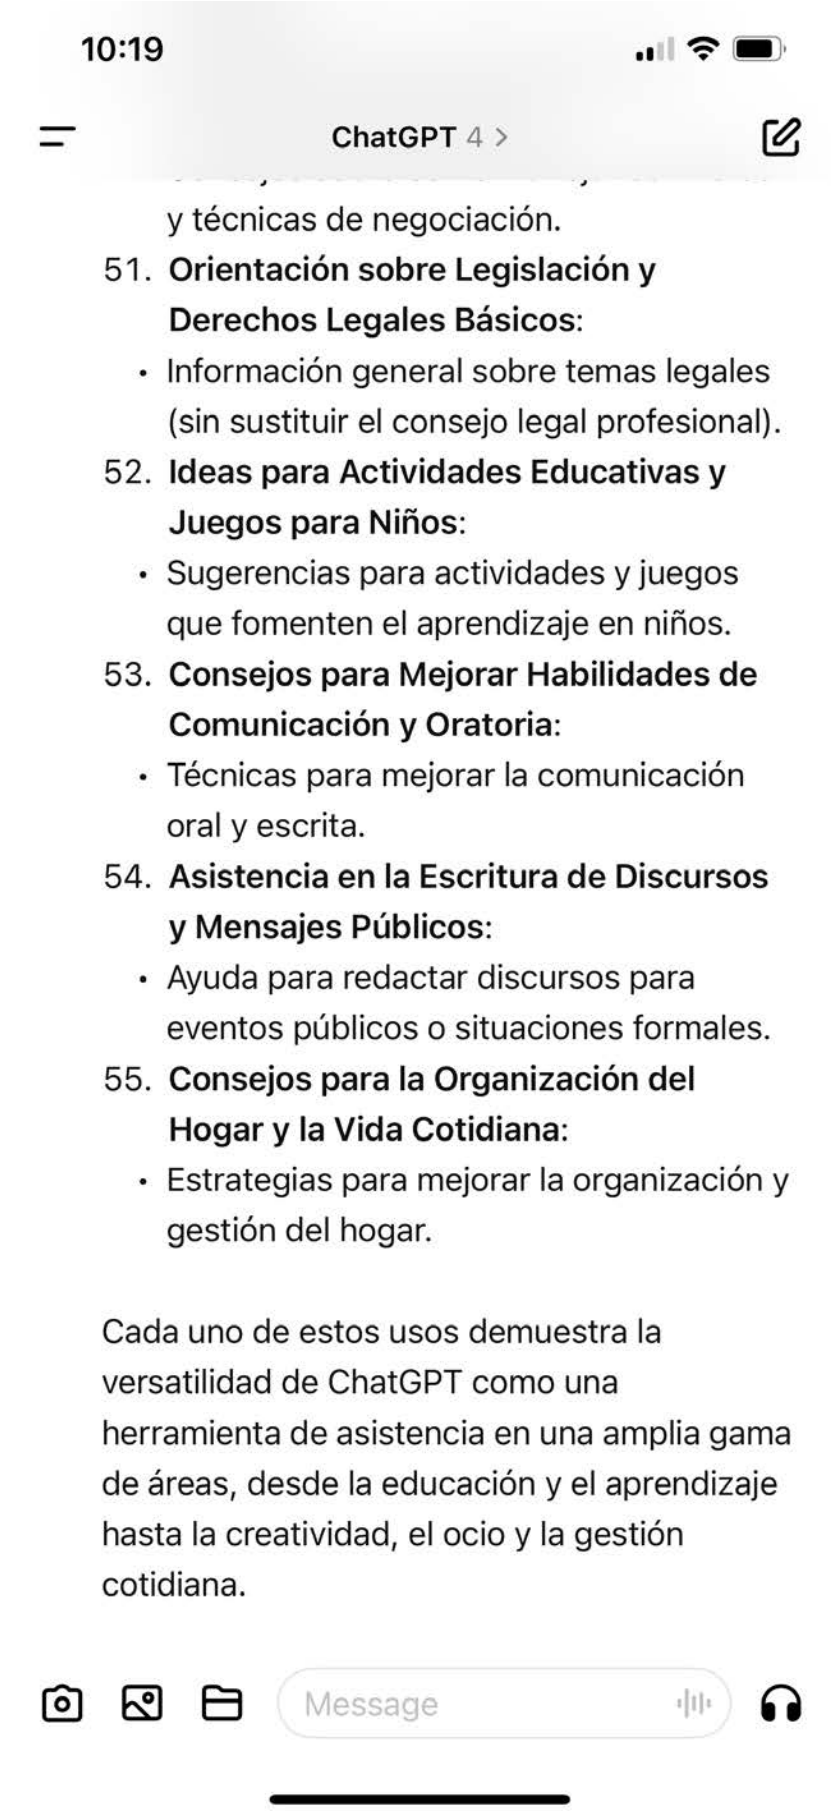 10:19
ChatGPT 4 >
y técnicas de negociación.
51. Orientación sobre Legislación y
Derechos Legales Básicos:
• Información general sobre temas legales
(sin sustituir el consejo legal profesional).
52. Ideas para Actividades Educativas y
Juegos para Niños:
• Sugerencias para actividades y juegos
que fomenten el aprendizaje en niños.
53. Consejos para Mejorar Habilidades de
Comunicación y Oratoria:
• Técnicas para mejorar la comunicación
oral y escrita.
54. Asistencia en la Escritura de Discursos
y Mensajes Públicos:
• Ayuda para redactar discursos para
eventos públicos o situaciones formales.
55. Consejos para la Organización del
Hogar y la Vida Cotidiana:
• Estrategias para mejorar la organización y
gestión del hogar.
Cada uno de estos usos demuestra la
versatilidad de ChatGPT como una
herramienta de asistencia en una amplia gama
de áreas, desde la educación y el aprendizaje
hasta la creatividad, el ocio y la gestión
cotidiana.
Message